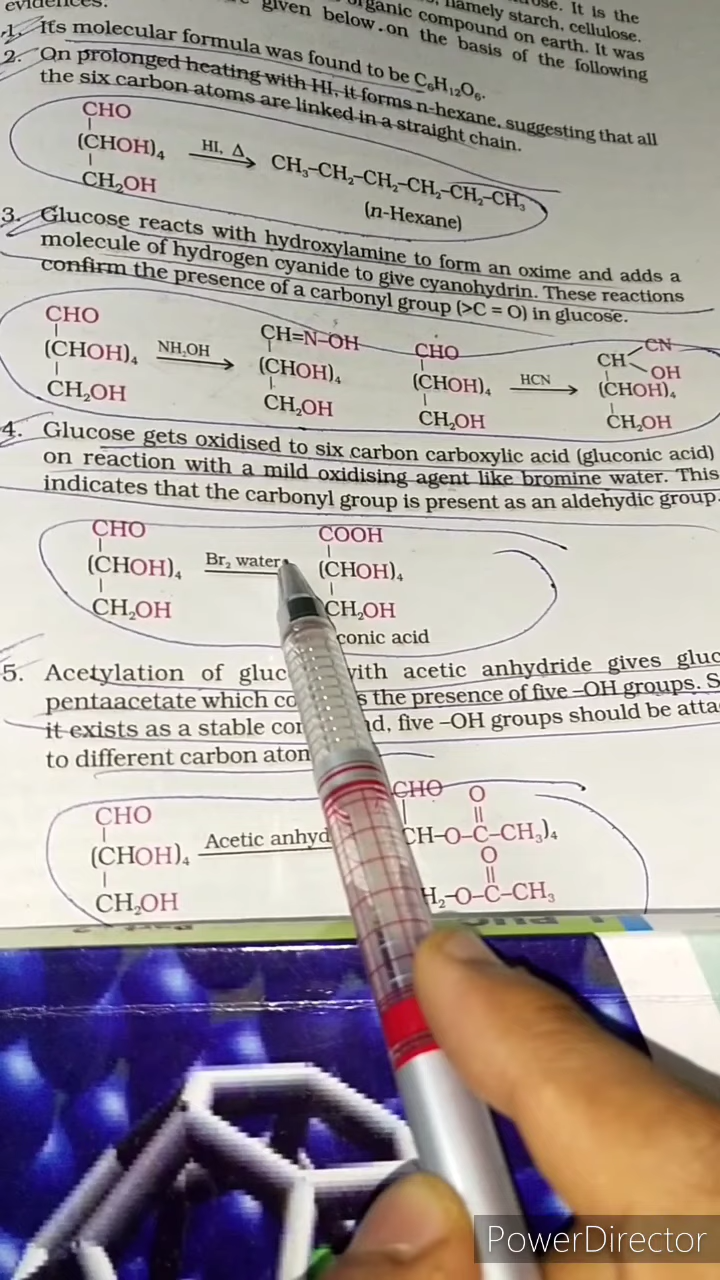 evidences:
given below on the basis of the following
organic compound on earth. It was
namely starch, cellulose.
It is the
1. Its molecular formula was found to be C₆H₁₂O₆.
2. On prolonged heating with HI, it forms n-hexane, suggesting that all
the six carbon atoms are linked in a straight chain.
CHO
(CHOH)₄ HI, Δ CH₃–CH₂–CH₂–CH₂–CH₂–CH₃
CH₂OH (n-Hexane)
3. Glucose reacts with hydroxylamine to form an oxime and adds a
molecule of hydrogen cyanide to give cyanohydrin. These reactions
confirm the presence of a carbonyl group (>C = O) in glucose.
CHO CH=N–OH CHO CH CN OH
(CHOH)₄ NH₂OH (CHOH)₄ (CHOH)₄ HCN (CHOH)₄
CH₂OH CH₂OH CH₂OH CH₂OH
4. Glucose gets oxidised to six carbon carboxylic acid (gluconic acid)
on reaction with a mild oxidising agent like bromine water. This
indicates that the carbonyl group is present as an aldehydic group.
CHO COOH
(CHOH)₄ Br₂ water (CHOH)₄
CH₂OH CH₂OH
conic acid
5. Acetylation of gluc with acetic anhydride gives gluc
pentaacetate which co s the presence of five –OH groups. S
it exists as a stable co d, five –OH groups should be atta
to different carbon atom
CHO CHO O
(CHOH)₄ Acetic anhyd CH–O–C–CH₃)₄
O
CH₂OH H₂–O–C–CH₃
PowerDirector